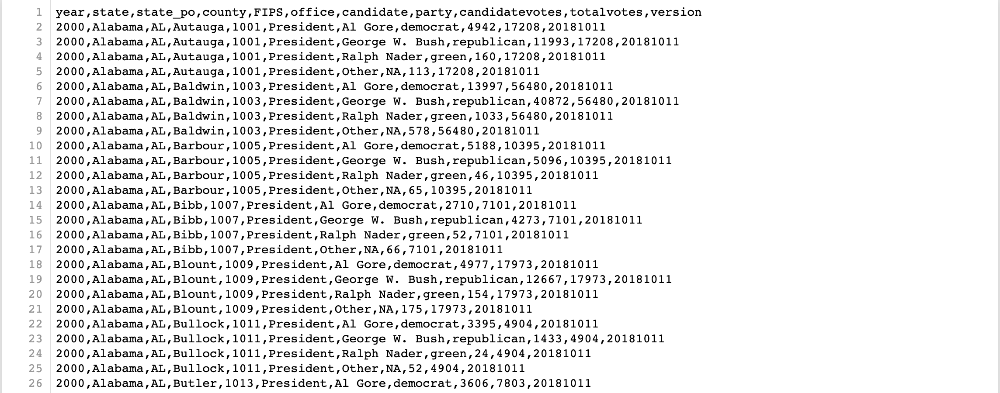 1 year,state,state_po,county,FIPS,office,candidate,party,candidatevotes,totalvotes,version
2 2000,Alabama,AL,Autauga,1001,President,Al Gore,democrat,4942,17208,20181011
3 2000,Alabama,AL,Autauga,1001,President,George W. Bush,republican,11993,17208,20181011
4 2000,Alabama,AL,Autauga,1001,President,Ralph Nader,green,160,17208,20181011
5 2000,Alabama,AL,Autauga,1001,President,Other,NA,113,17208,20181011
6 2000,Alabama,AL,Baldwin,1003,President,Al Gore,democrat,13997,56480,20181011
7 2000,Alabama,AL,Baldwin,1003,President,George W. Bush,republican,40872,56480,20181011
8 2000,Alabama,AL,Baldwin,1003,President,Ralph Nader,green,1033,56480,20181011
9 2000,Alabama,AL,Baldwin,1003,President,Other,NA,578,56480,20181011
10 2000,Alabama,AL,Barbour,1005,President,Al Gore,democrat,5188,10395,20181011
11 2000,Alabama,AL,Barbour,1005,President,George W. Bush,republican,5096,10395,20181011
12 2000,Alabama,AL,Barbour,1005,President,Ralph Nader,green,46,10395,20181011
13 2000,Alabama,AL,Barbour,1005,President,Other,NA,65,10395,20181011
14 2000,Alabama,AL,Bibb,1007,President,Al Gore,democrat,2710,7101,20181011
15 2000,Alabama,AL,Bibb,1007,President,George W. Bush,republican,4273,7101,20181011
16 2000,Alabama,AL,Bibb,1007,President,Ralph Nader,green,52,7101,20181011
17 2000,Alabama,AL,Bibb,1007,President,Other,NA,66,7101,20181011
18 2000,Alabama,AL,Blount,1009,President,Al Gore,democrat,4977,17973,20181011
19 2000,Alabama,AL,Blount,1009,President,George W. Bush,republican,12667,17973,20181011
20 2000,Alabama,AL,Blount,1009,President,Ralph Nader,green,154,17973,20181011
21 2000,Alabama,AL,Blount,1009,President,Other,NA,175,17973,20181011
22 2000,Alabama,AL,Bullock,1011,President,Al Gore,democrat,3395,4904,20181011
23 2000,Alabama,AL,Bullock,1011,President,George W. Bush,republican,1433,4904,20181011
24 2000,Alabama,AL,Bullock,1011,President,Ralph Nader,green,24,4904,20181011
25 2000,Alabama,AL,Bullock,1011,President,Other,NA,52,4904,20181011
26 2000,Alabama,AL,Butler,1013,President,Al Gore,democrat,3606,7803,20181011